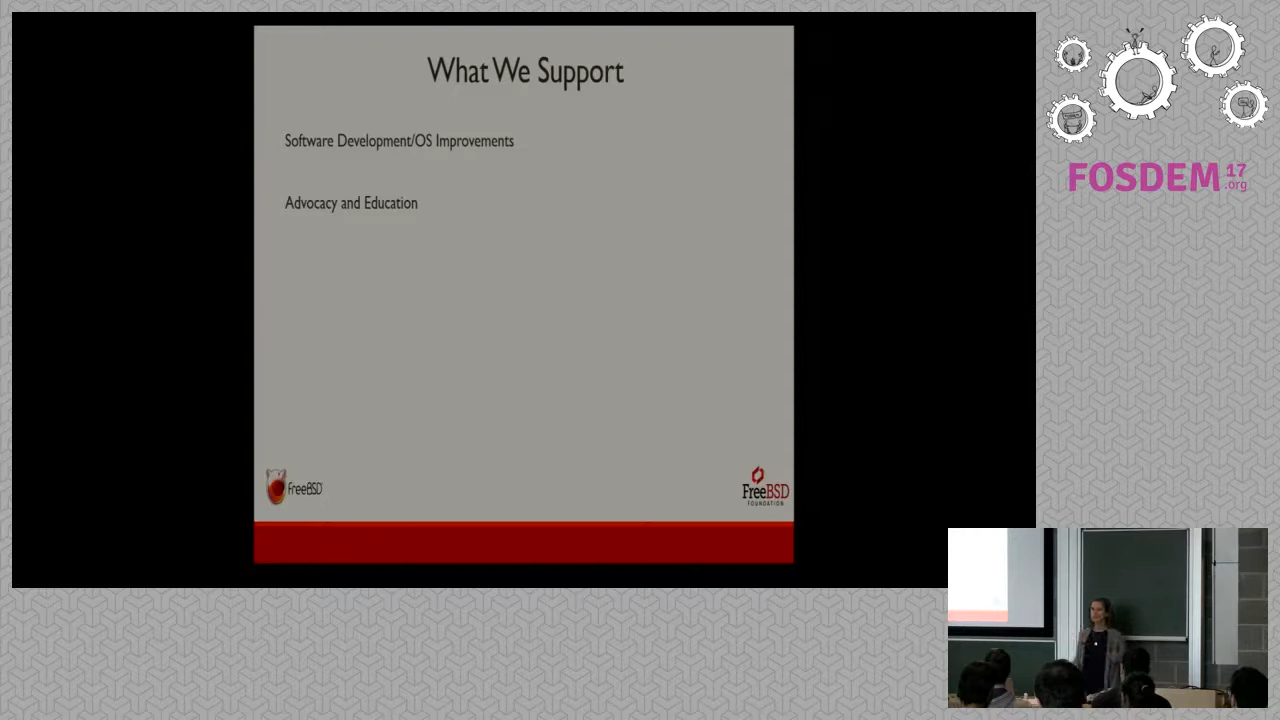 What We Support
Software Development/OS Improvements
Advocacy and Education
FreeBSD
FreeBSD
FOUNDATION
FOSDEM 17
.org